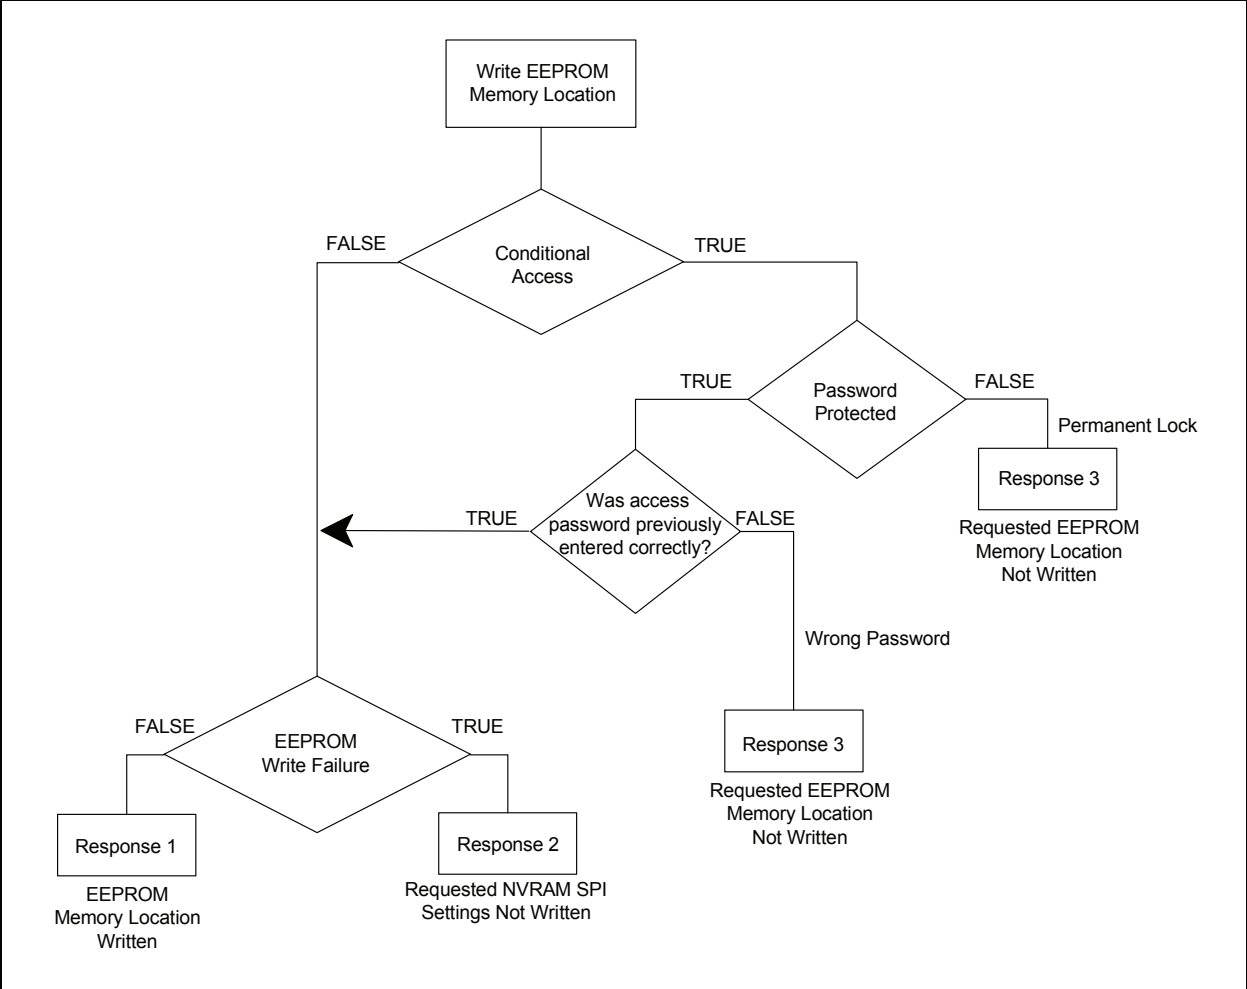 Write EEPROM
Memory Location
FALSE
Conditional
Access
TRUE
TRUE
Password
Protected
FALSE
Permanent Lock
Response 3
Requested EEPROM
Memory Location
Not Written
TRUE
Was access
password previously
entered correctly?
FALSE
Wrong Password
Response 3
Requested EEPROM
Memory Location
Not Written
FALSE
EEPROM
Write Failure
TRUE
Response 1
EEPROM
Memory Location
Written
Response 2
Requested NVRAM SPI
Settings Not Written